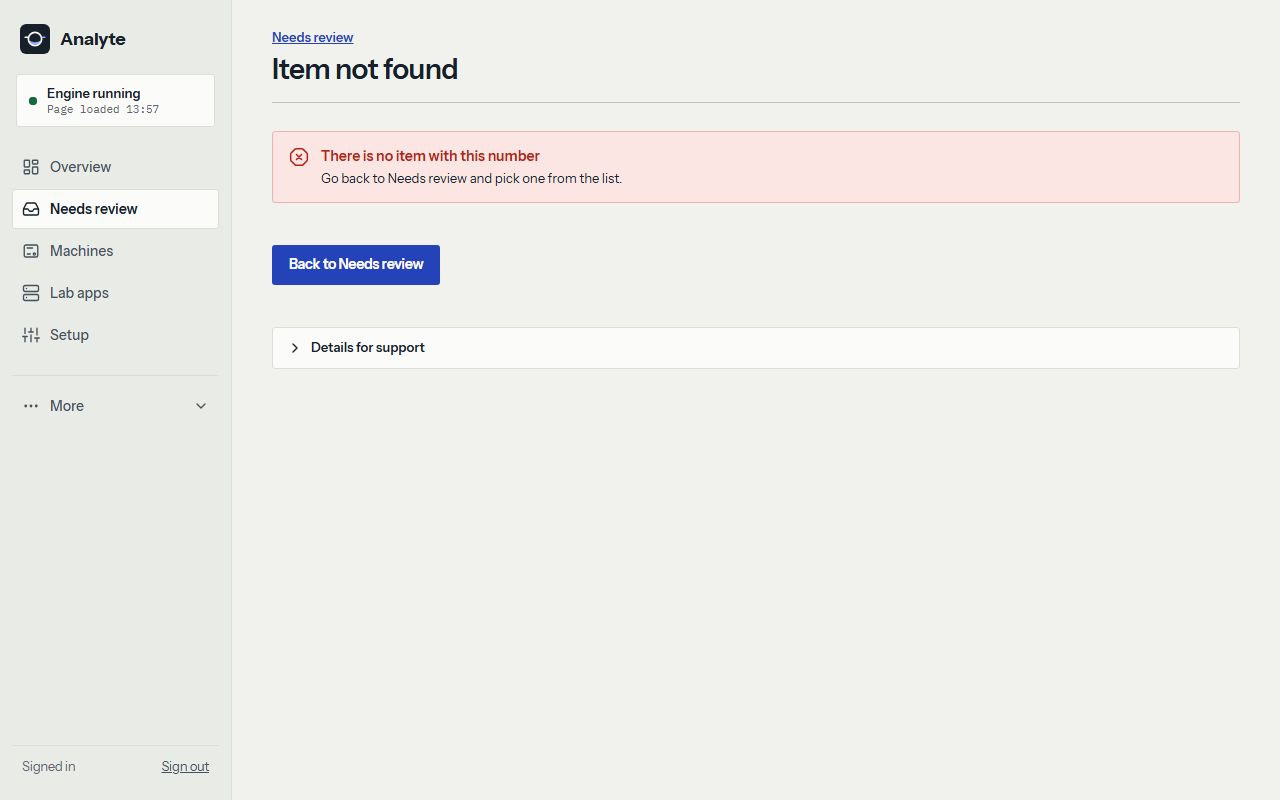 Analyte
Engine running
Page loaded 13:57
Overview
Needs review
Machines
Lab apps
Setup
More
Signed in
Sign out
Needs review
Item not found
There is no item with this number
Go back to Needs review and pick one from the list.
Back to Needs review
Details for support